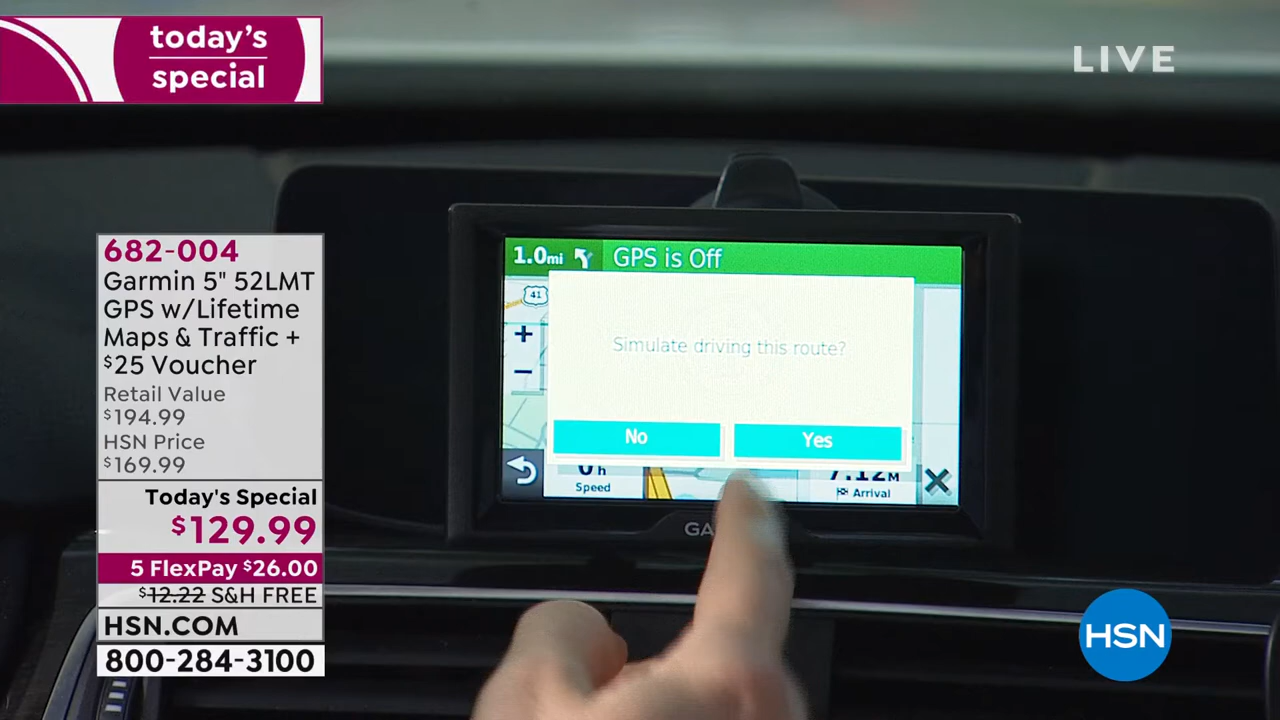 today's
special
LIVE
682-004
Garmin 5" 52LMT
GPS w/Lifetime
Maps & Traffic +
$25 Voucher
Retail Value
$194.99
HSN Price
$169.99
Today's Special
$129.99
5 FlexPay $26.00
$12.22 S&H FREE
HSN.COM
800-284-3100
1.0mi GPS is Off
41
+
Simulate driving this route?
−
No Yes
Speed
Arrival
GA
HSN